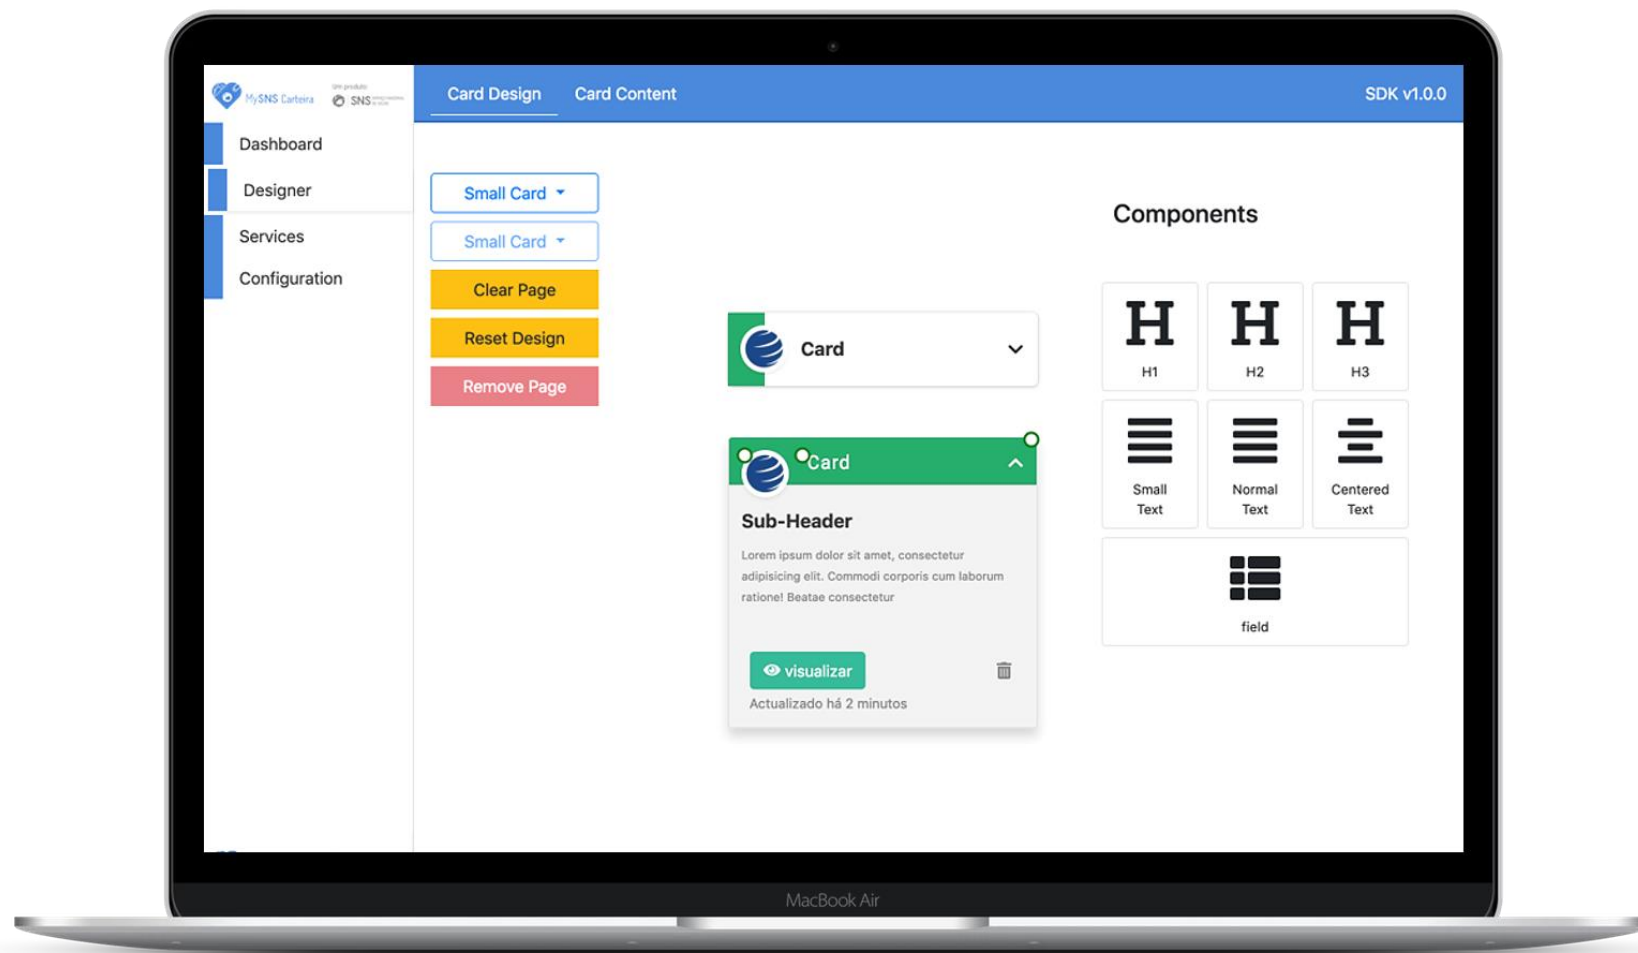 MySNS Carteira
Um produto
SNS
Card Design
Card Content
SDK v1.0.0
Dashboard
Designer
Services
Configuration
Small Card
Small Card
Clear Page
Reset Design
Remove Page
Card
Card
Sub-Header
Lorem ipsum dolor sit amet, consectetur
adipisicing elit. Commodi corporis cum laborum
ratione! Beatae consectetur
visualizar
Actualizado há 2 minutos
Components
H1
H2
H3
Small
Text
Normal
Text
Centered
Text
field
MacBook Air